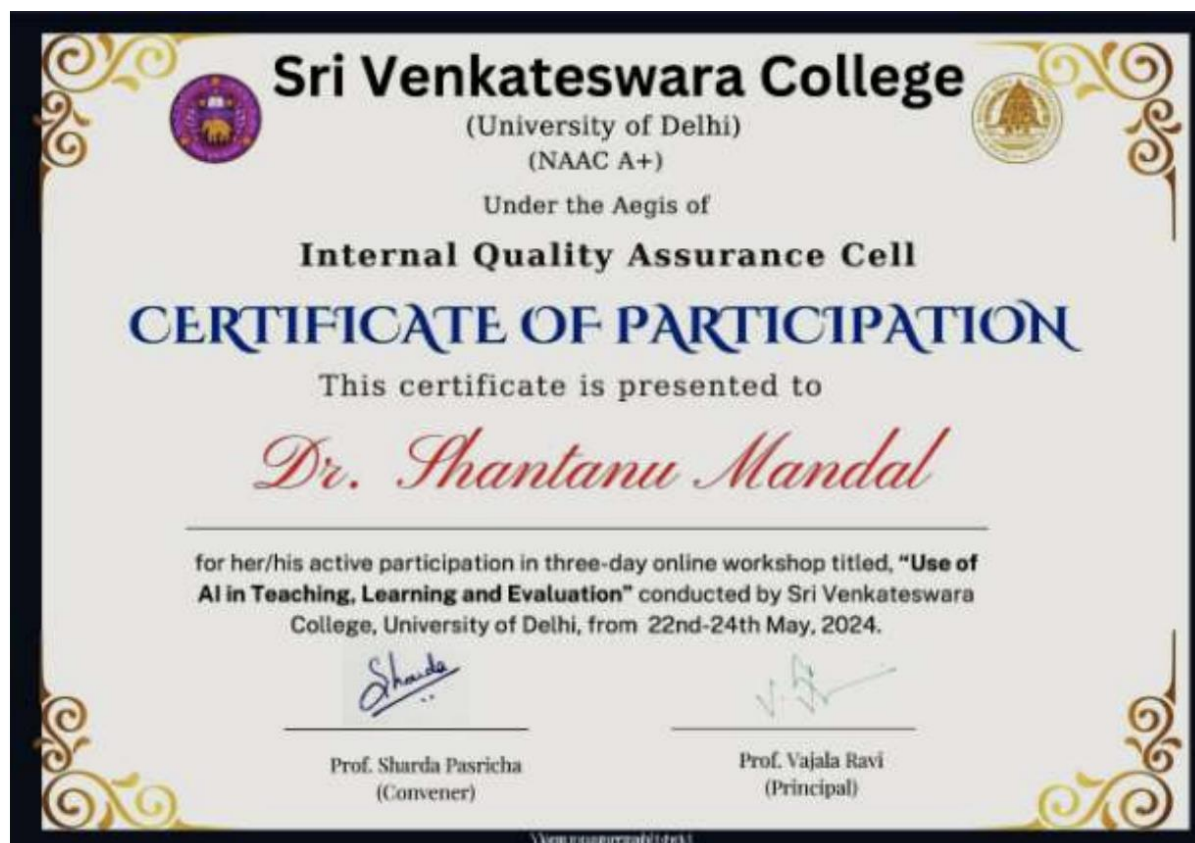 Sri Venkateswara College
(University of Delhi)
(NAAC A+)
Under the Aegis of
Internal Quality Assurance Cell
CERTIFICATE OF PARTICIPATION
This certificate is presented to
Dr. Shantanu Mandal
for her/his active participation in three-day online workshop titled, “Use of
AI in Teaching, Learning and Evaluation” conducted by Sri Venkateswara
College, University of Delhi, from 22nd-24th May, 2024.
Sharda
Prof. Sharda Pasricha
(Convener)
Prof. Vajala Ravi
(Principal)